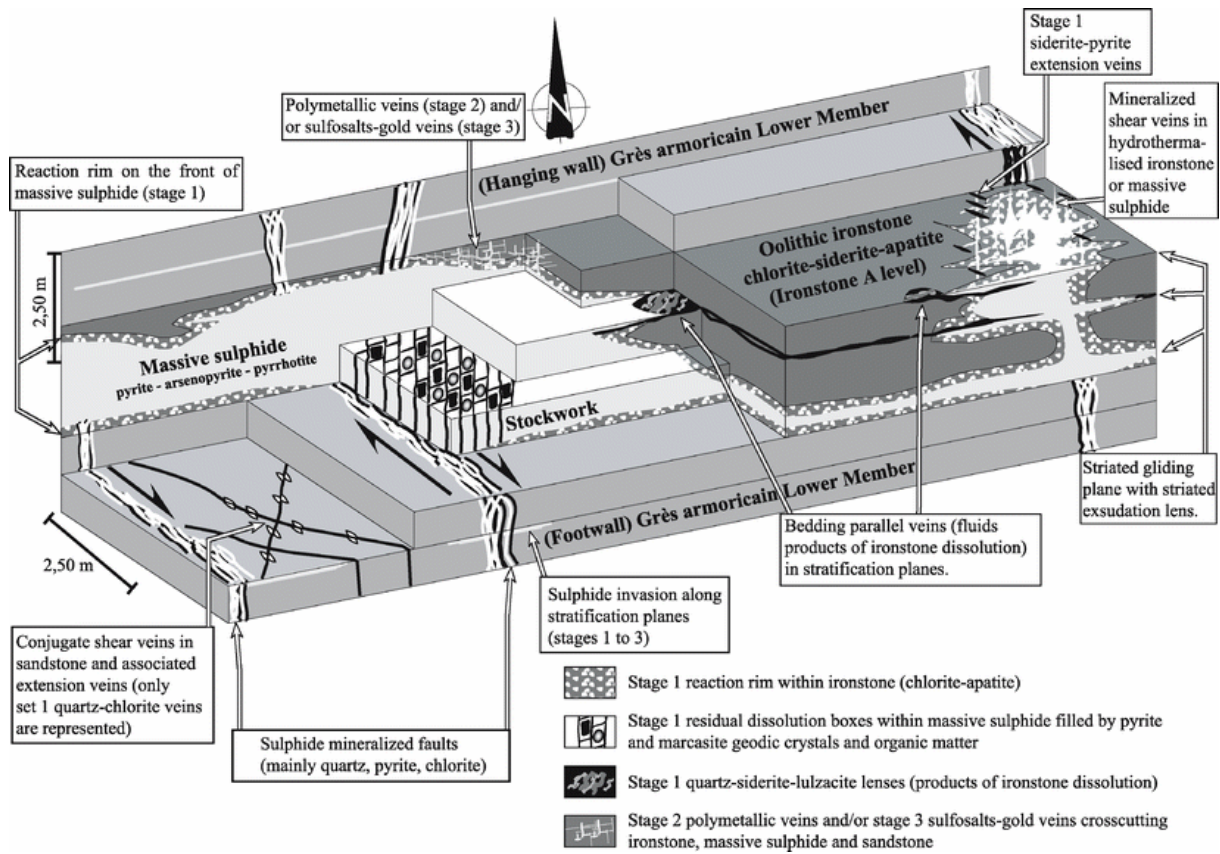 Stage 1
siderite-pyrite
extension veins
Polymetallic veins (stage 2) and/
or sulfosalts-gold veins (stage 3)
N
Mineralized
shear veins in
hydrotherma-
lised ironstone
or massive
sulphide
Reaction rim on the front of
massive sulphide (stage 1)
(Hanging wall) Grès armoricain Lower Member
Oolithic ironstone
chlorite-siderite-apatite
(Ironstone A level)
2,50 m
Massive sulphide
pyrite - arsenopyrite - pyrrhotite
Stockwork
(Footwall) Grès armoricain Lower Member
Striated gliding
plane with striated
exsudation lens.
2,50 m
Bedding parallel veins (fluids
products of ironstone dissolution)
in stratification planes.
Sulphide invasion along
stratification planes
(stages 1 to 3)
Conjugate shear veins in
sandstone and associated
extension veins (only
set 1 quartz-chlorite veins
are represented)
Sulphide mineralized faults
(mainly quartz, pyrite, chlorite)
Stage 1 reaction rim within ironstone (chlorite-apatite)
Stage 1 residual dissolution boxes within massive sulphide filled by pyrite
and marcasite geodic crystals and organic matter
Stage 1 quartz-siderite-lulzacite lenses (products of ironstone dissolution)
Stage 2 polymetallic veins and/or stage 3 sulfosalts-gold veins crosscutting
ironstone, massive sulphide and sandstone